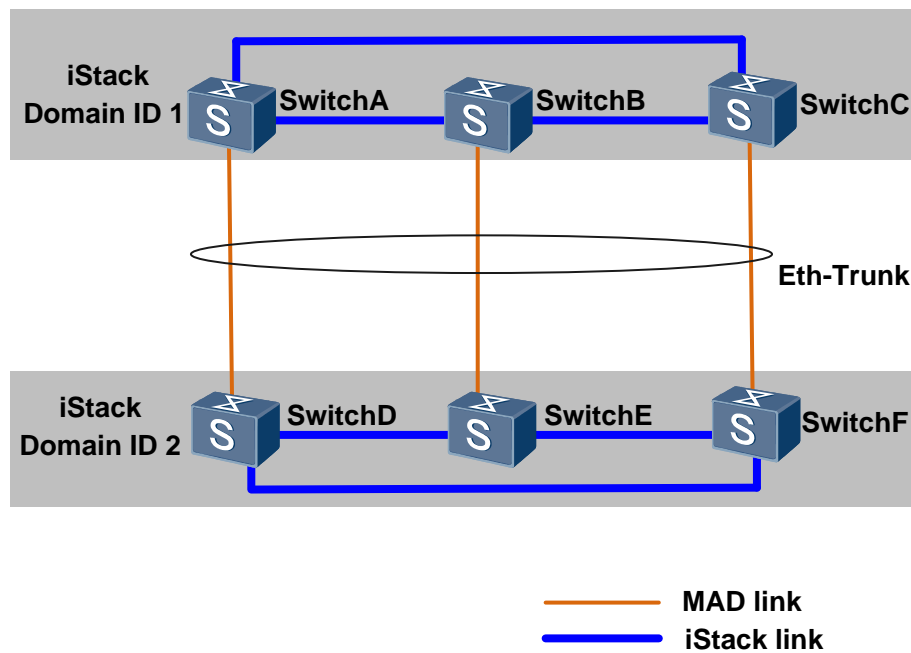 iStack
Domain ID 1
SwitchA
SwitchB
SwitchC
S
S
S
Eth-Trunk
iStack
Domain ID 2
SwitchD
SwitchE
SwitchF
S
S
S
MAD link
iStack link